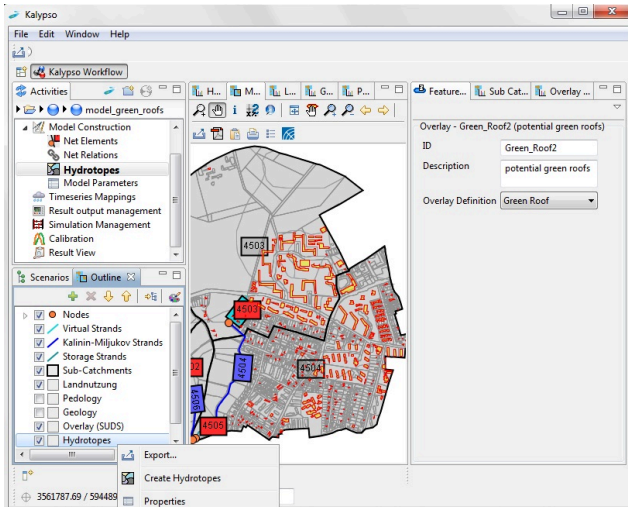 Kalypso
File Edit Window Help
Kalypso Workflow
Activities
model_green_roofs
Model Construction
Net Elements
Net Relations
Hydrotopes
Model Parameters
Timeseries Mappings
Result output management
Simulation Management
Calibration
Result View
Scenarios Outline
Nodes
Virtual Strands
Kalinin-Miljukov Strands
Storage Strands
Sub-Catchments
Landnutzung
Pedology
Geology
Overlay (SUDS)
Hydrotopes
Export...
Create Hydrotopes
Properties
3561787.69 / 594489
H... M... L... G... P...
4503
4503
4504
4504
4505
Feature... Sub Cat... Overlay ...
Overlay - Green_Roof2 (potential green roofs)
ID Green_Roof2
Description potential green roofs
Overlay Definition Green Roof